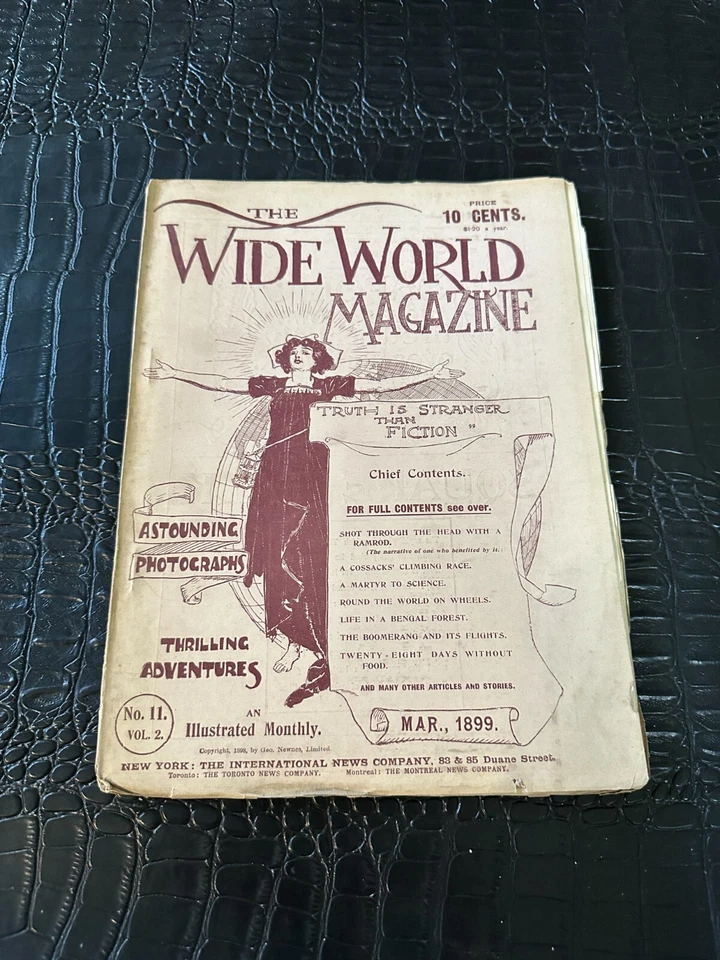 THE
PRICE
10 CENTS.
$1.20 a year.
WIDE WORLD
MAGAZINE
"TRUTH IS STRANGER
THAN
FICTION"
Chief Contents.
FOR FULL CONTENTS see over.
SHOT THROUGH THE HEAD WITH A
RAMROD.
(The narrative of one who benefited by it.)
A COSSACKS' CLIMBING RACE.
A MARTYR TO SCIENCE.
ROUND THE WORLD ON WHEELS.
LIFE IN A BENGAL FOREST.
THE BOOMERANG AND ITS FLIGHTS.
TWENTY-EIGHT DAYS WITHOUT
FOOD.
AND MANY OTHER ARTICLES AND STORIES.
ASTOUNDING
PHOTOGRAPHS
THRILLING
ADVENTURES
No. 11.
VOL. 2.
AN
Illustrated Monthly.
MAR., 1899.
Copyright, 1898, by Geo. Newnes, Limited.
NEW YORK: THE INTERNATIONAL NEWS COMPANY, 83 & 85 Duane Street.
Toronto: THE TORONTO NEWS COMPANY. Montreal: THE MONTREAL NEWS COMPANY.